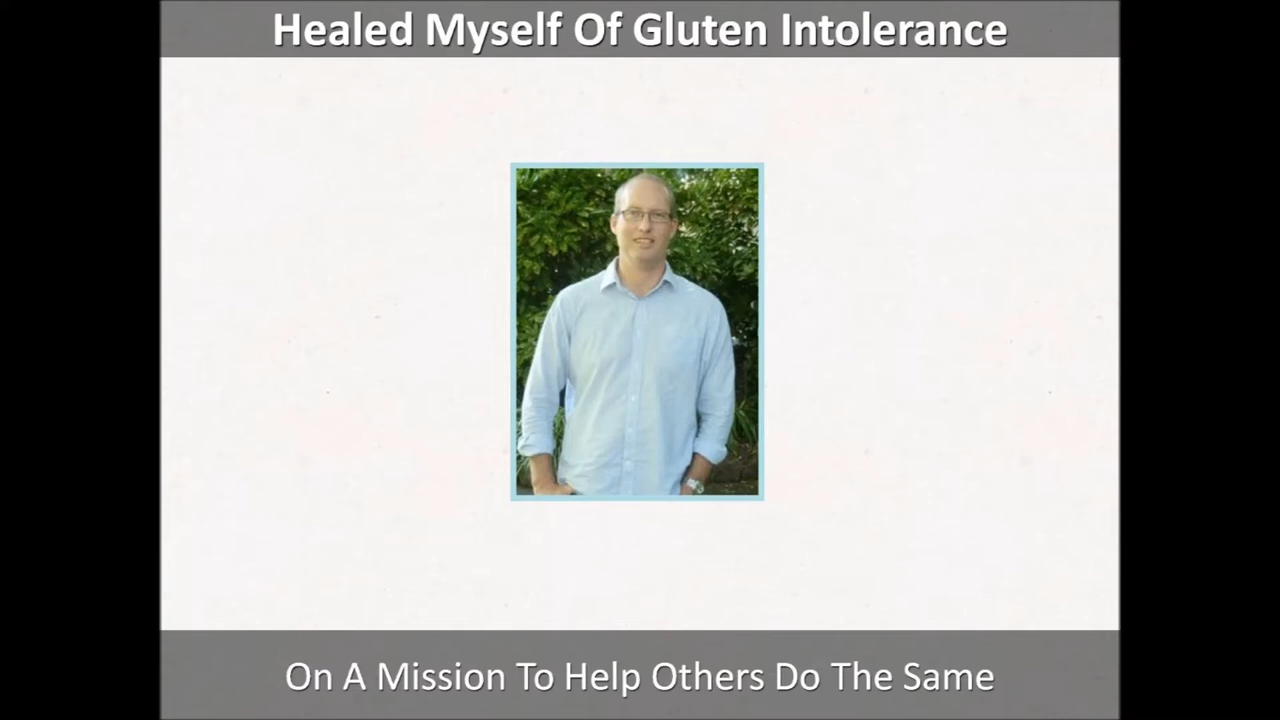 Healed Myself Of Gluten Intolerance
On A Mission To Help Others Do The Same